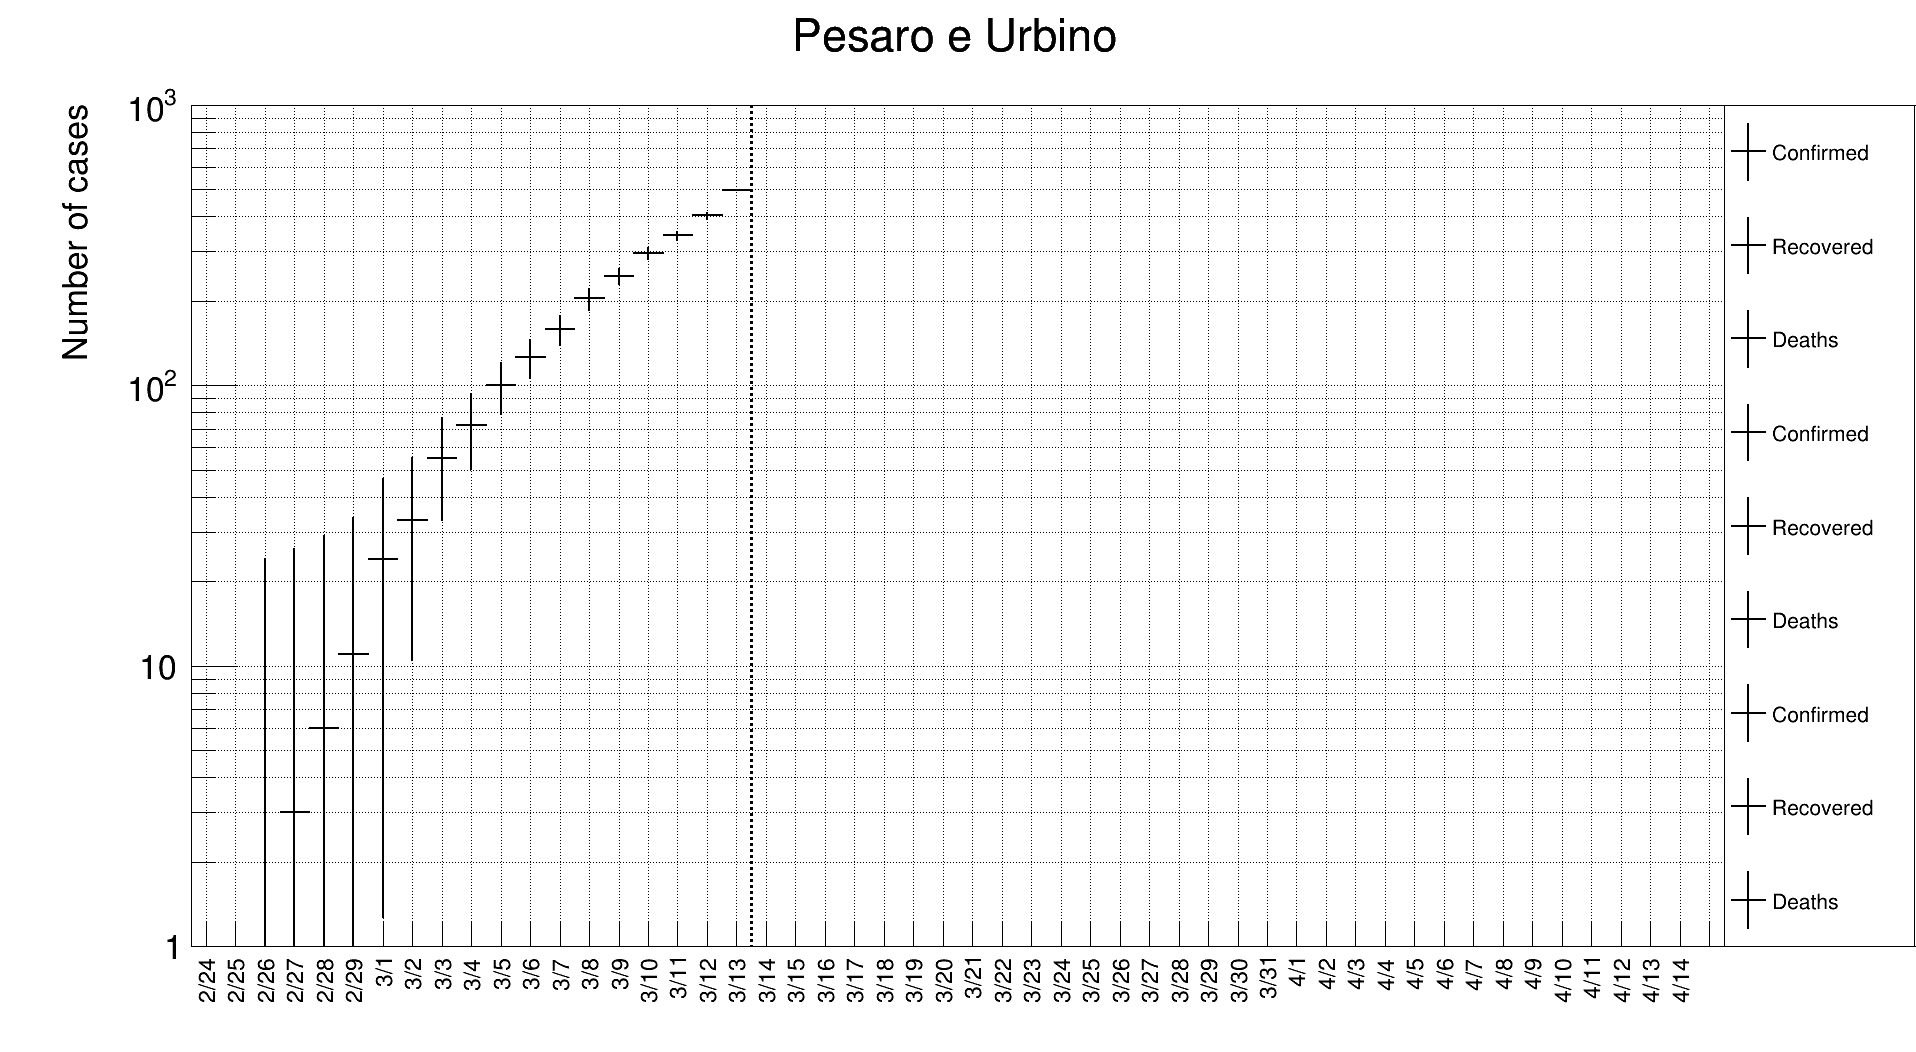 Pesaro e Urbino
Number of cases
10³
10²
10
1
2/24 2/25 2/26 2/27 2/28 2/29 3/1 3/2 3/3 3/4 3/5 3/6 3/7 3/8 3/9 3/10 3/11 3/12 3/13 3/14 3/15 3/16 3/17 3/18 3/19 3/20 3/21 3/22 3/23 3/24 3/25 3/26 3/27 3/28 3/29 3/30 3/31 4/1 4/2 4/3 4/4 4/5 4/6 4/7 4/8 4/9 4/10 4/11 4/12 4/13 4/14
Confirmed
Recovered
Deaths
Confirmed
Recovered
Deaths
Confirmed
Recovered
Deaths